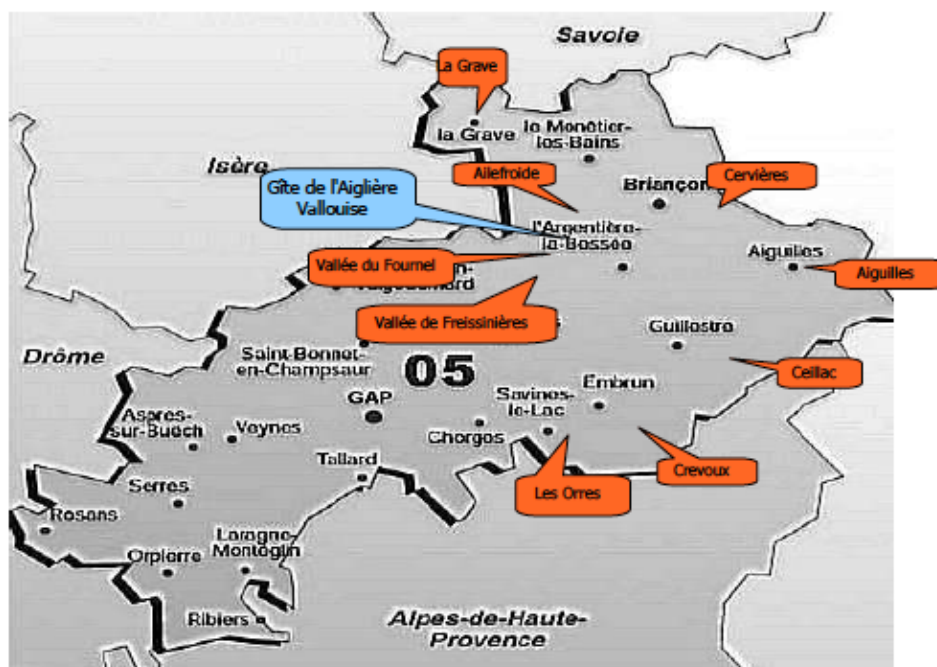 Savoie
La Grave
la Grave
le Monêtier-
les-Bains
Isère
Ailefroide
Cervières
Gîte de l'Aiglière
Vallouise
Briançon
l'Argentière-
la-Bessée
Aiguilles
Aiguilles
Vallée du Fournel
Vallée de Freissinières
Guillestre
Drôme
Saint-Bonnet-
en-Champsaur
05
Ceillac
Embrun
Savines-
le-Lac
GAP
Aspres-
sur-Buëch
Veynes
Chorges
Tallard
Crevoux
Les Orres
Serres
Rosans
Laragne-
Montéglin
Orpierre
Ribiers
Alpes-de-Haute-
Provence